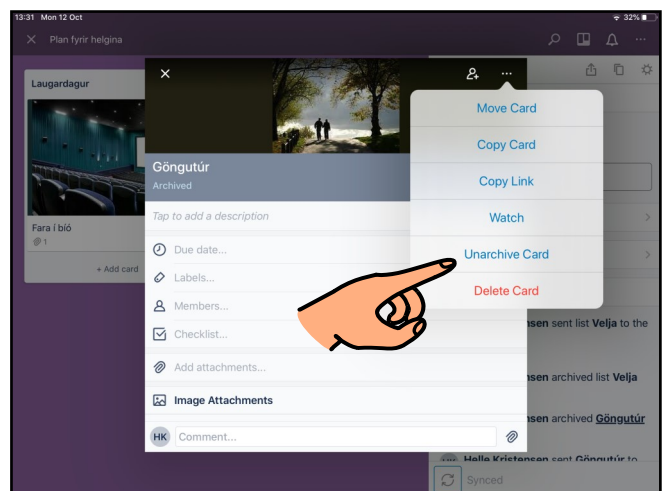 13:31 Mon 12 Oct
32%
Plan fyrir helgina
Laugardagur
Fara í bíó
1
+ Add card
Göngutúr
Archived
Tap to add a description
Due date...
Labels...
Members...
Checklist...
Add attachments...
Image Attachments
HK
Comment...
Move Card
Copy Card
Copy Link
Watch
Unarchive Card
Delete Card
nsen sent list Velja to the
nsen archived list Velja
nsen archived Göngutúr
Helle Kristensen sent Göngutúr to
Synced